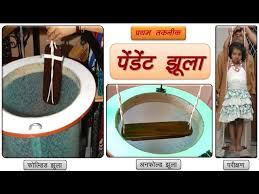 प्रथम तकनीक
पेंडेंट झूला
फोल्डिड झूला
अनफोल्ड झूला
परीक्षण